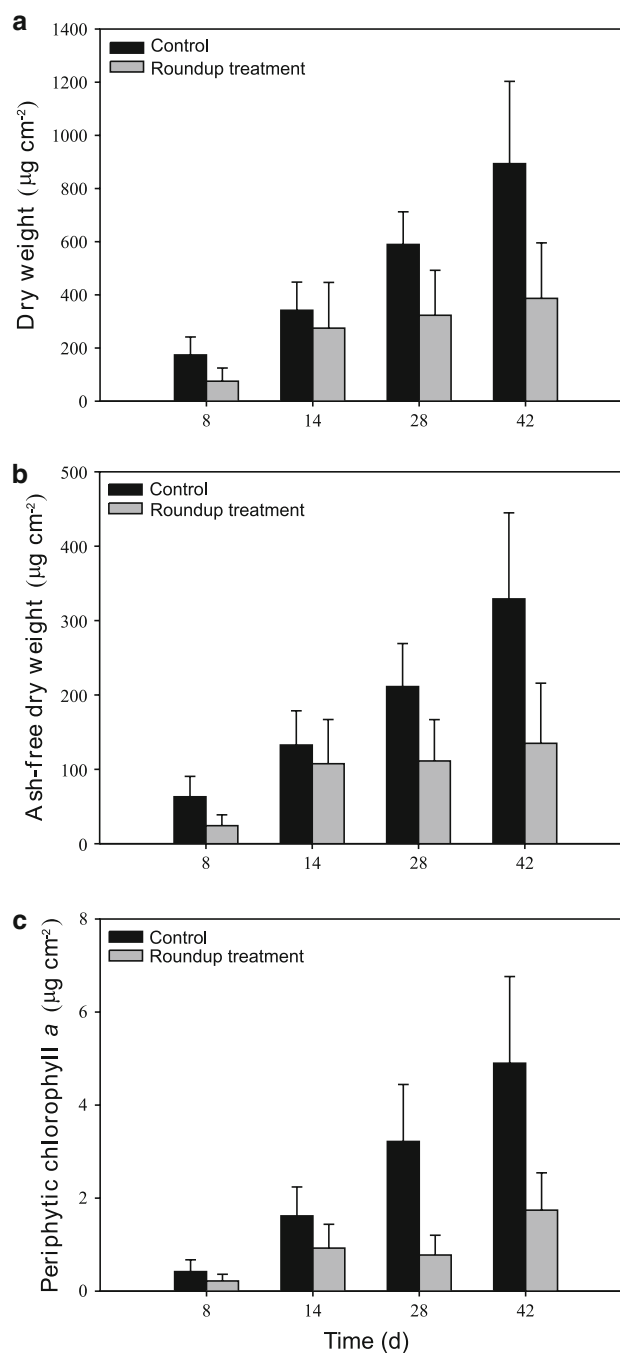 a
1400
1200
1000
800
600
400
200
0
Dry weight (µg cm-2)
Control
Roundup treatment
8 14 28 42
b
500
400
300
200
100
0
Ash-free dry weight (µg cm-2)
Control
Roundup treatment
8 14 28 42
c
8
6
4
2
0
Periphytic chlorophyll a (µg cm-2)
Control
Roundup treatment
8 14 28 42
Time (d)